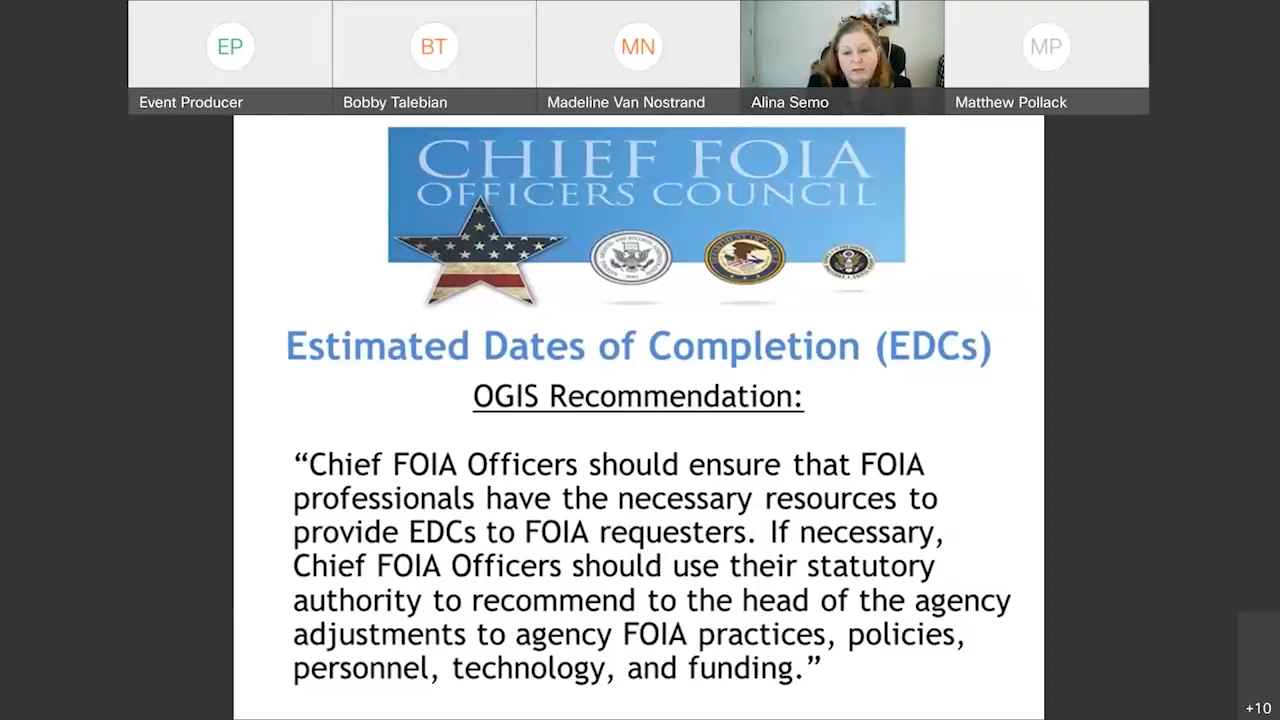 EP
BT
MN
MP
Event Producer
Bobby Talebian
Madeline Van Nostrand
Alina Semo
Matthew Pollack
CHIEF FOIA
OFFICERS COUNCIL
Estimated Dates of Completion (EDCs)
OGIS Recommendation:
“Chief FOIA Officers should ensure that FOIA
professionals have the necessary resources to
provide EDCs to FOIA requesters. If necessary,
Chief FOIA Officers should use their statutory
authority to recommend to the head of the agency
adjustments to agency FOIA practices, policies,
personnel, technology, and funding.”
+10